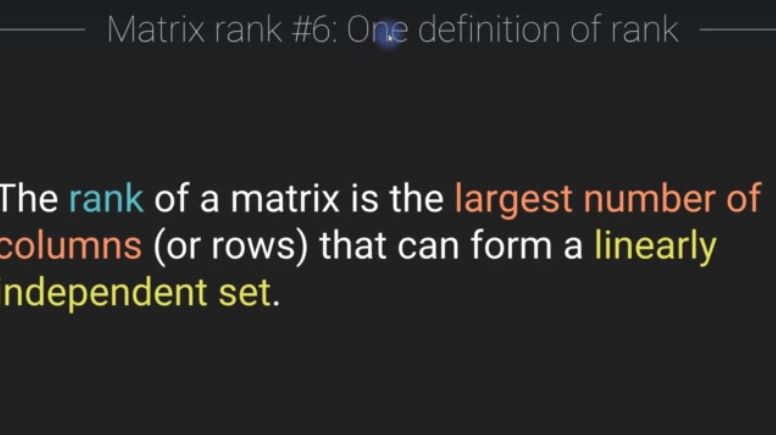 Matrix rank #6: One definition of rank
The rank of a matrix is the largest number of
columns (or rows) that can form a linearly
independent set.